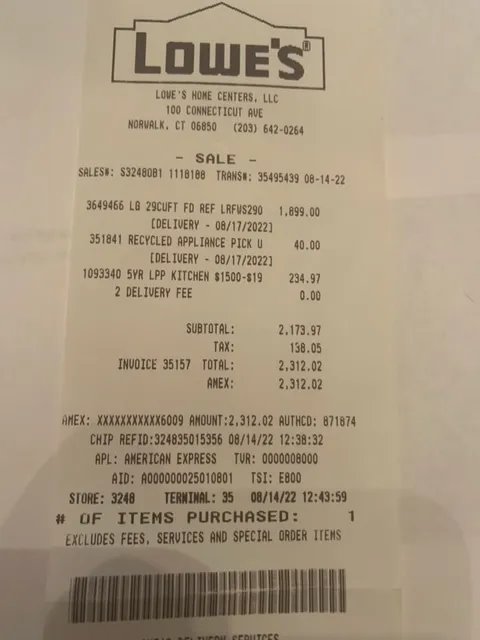 LOWE'S®
LOWE'S HOME CENTERS, LLC
100 CONNECTICUT AVE
NORWALK, CT 06850 (203) 642-0264
- SALE -
SALES#: S3248081 1118188 TRANS#: 35495439 08-14-22
3649466 LG 29CUFT FD REF LRFWS290 1,899.00
[DELIVERY - 08/17/2022]
351841 RECYCLED APPLIANCE PICK U 40.00
[DELIVERY - 08/17/2022]
1093340 5YR LPP KITCHEN $1500-$19 234.97
2 DELIVERY FEE 0.00
SUBTOTAL: 2,173.97
TAX: 138.05
INVOICE 35157 TOTAL: 2,312.02
AMEX: 2,312.02
AMEX: XXXXXXXXXXX6009 AMOUNT:2,312.02 AUTHCD: 871874
CHIP REFID:324835015356 08/14/22 12:38:32
APL: AMERICAN EXPRESS TVR: 0000008000
AID: A000000025010801 TSI: E800
STORE: 3248 TERMINAL: 35 08/14/22 12:43:59
# OF ITEMS PURCHASED: 1
EXCLUDES FEES, SERVICES AND SPECIAL ORDER ITEMS
DELIVERY SERVICES